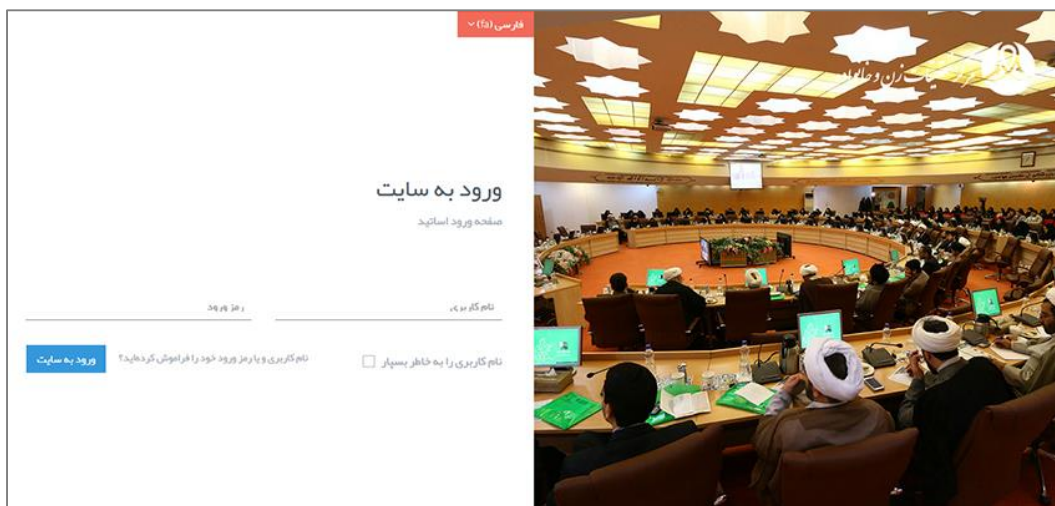 فارسی (fa)
زن و خانواده
ورود به سایت
صفحه ورود اساتید
نام کاربری
رمز ورود
نام کاربری را به خاطر بسپار
نام کاربری و یا رمز ورود خود را فراموش کرده‌اید؟
ورود به سایت